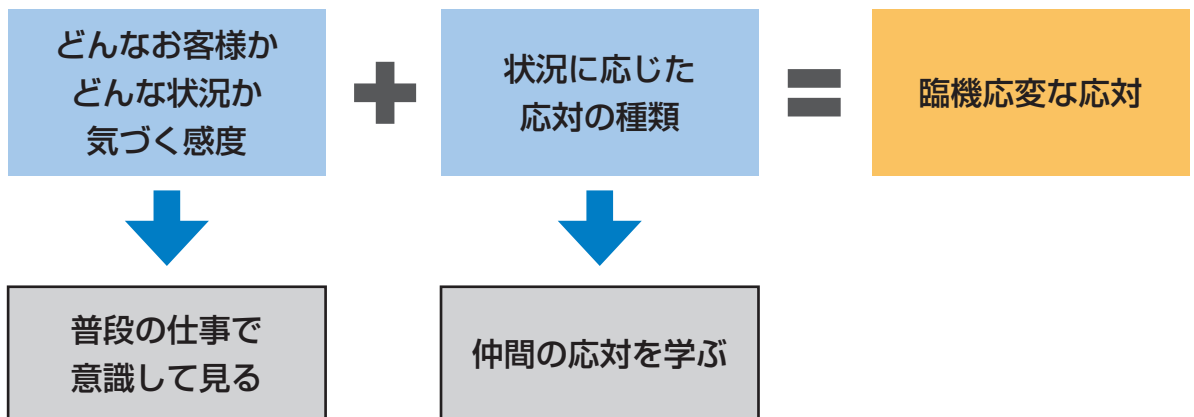 どんなお客様か
どんな状況か
気づく感度
+
状況に応じた
応対の種類
=
臨機応変な応対
普段の仕事で
意識して見る
仲間の応対を学ぶ